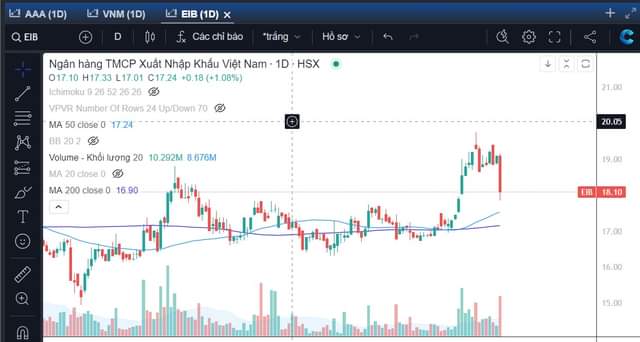 AAA (1D) VNM (1D) EIB (1D) ×
EIB D Các chỉ báo *trắng Hồ sơ
Ngân hàng TMCP Xuất Nhập Khẩu Việt Nam · 1D · HSX
O17.10 H17.33 L17.01 C17.24 +0.18 (+1.08%)
Ichimoku 9 26 52 26 26
VPVR Number Of Rows 24 Up/Down 70
MA 50 close 0 17.24
BB 20 2
Volume - Khối lượng 20 10.292M 8.676M
MA 20 close 0
MA 200 close 0 16.90
21.00
20.05
19.00
EIB 18.10
17.00
16.00
15.00